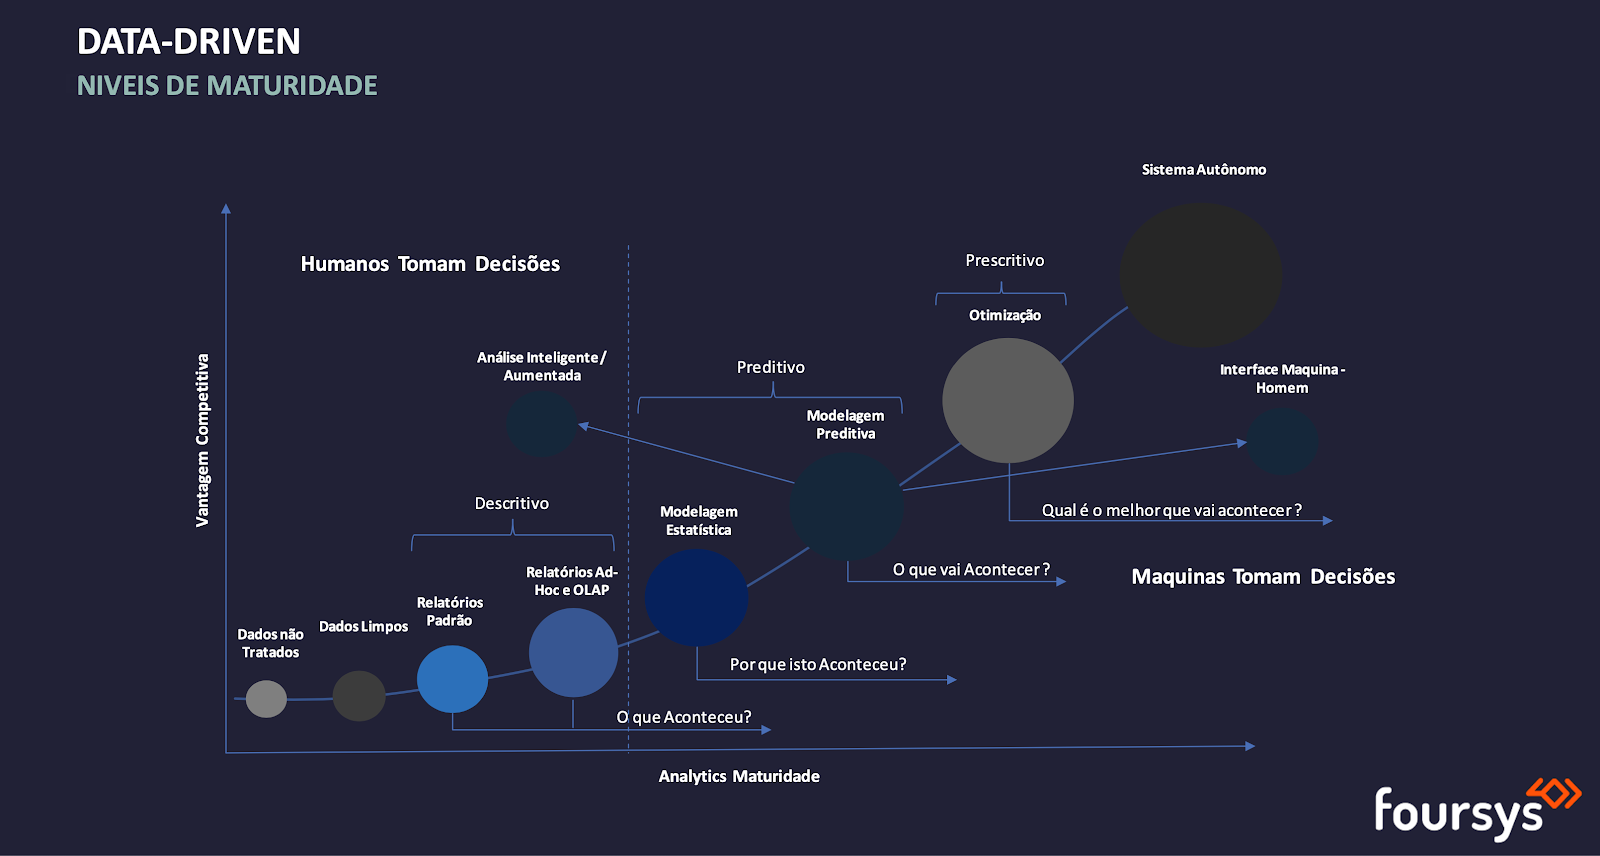 DATA-DRIVEN
NIVEIS DE MATURIDADE
Sistema Autônomo
Humanos Tomam Decisões
Prescritivo
Otimização
Análise Inteligente /
Aumentada
Preditivo
Interface Maquina -
Homem
Modelagem
Preditiva
Vantagem Competitiva
Descritivo
Modelagem
Estatística
Qual é o melhor que vai acontecer ?
O que vai Acontecer ?
Maquinas Tomam Decisões
Relatórios Ad-
Hoc e OLAP
Relatórios
Padrão
Dados Limpos
Dados não
Tratados
Por que isto Aconteceu?
O que Aconteceu?
Analytics Maturidade
foursys